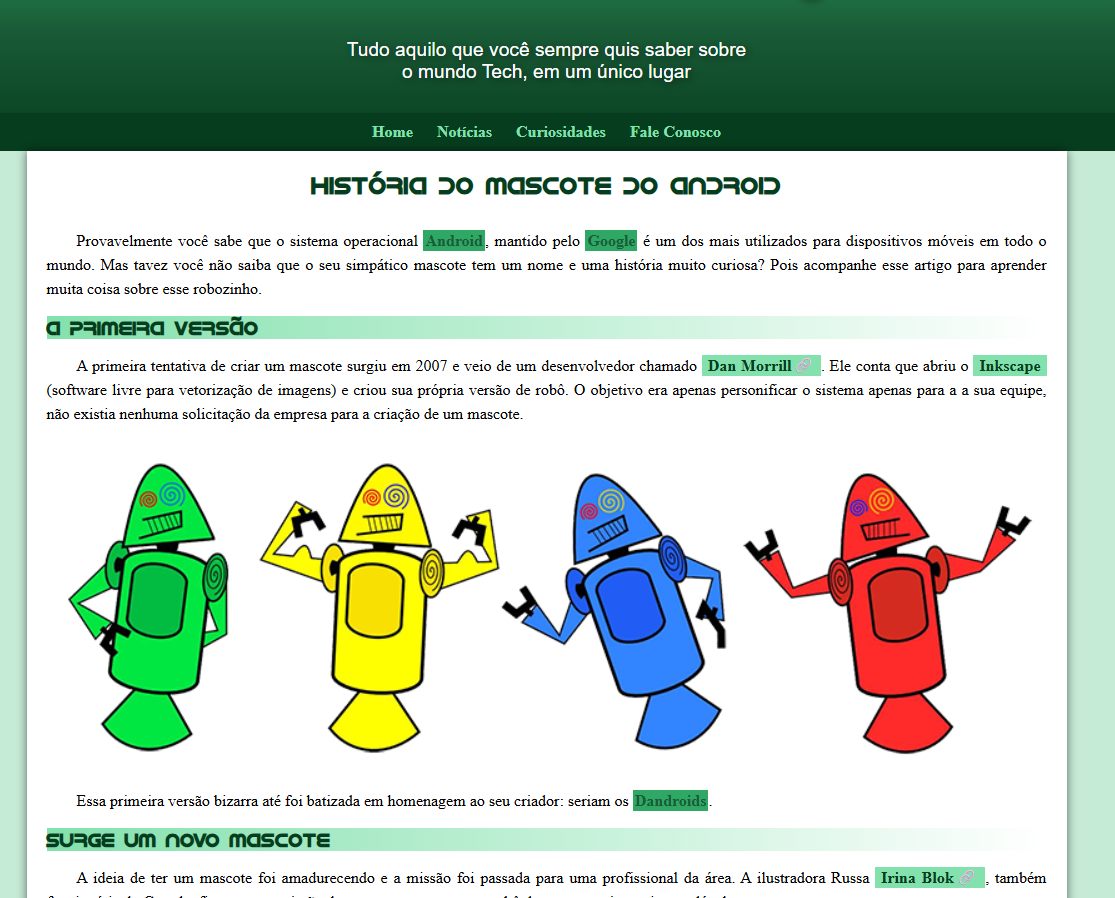 Tudo aquilo que você sempre quis saber sobre
o mundo Tech, em um único lugar
Home Notícias Curiosidades Fale Conosco
História do Mascote do Android
Provavelmente você sabe que o sistema operacional Android, mantido pelo Google é um dos mais utilizados para dispositivos móveis em todo o
mundo. Mas tavez você não saiba que o seu simpático mascote tem um nome e uma história muito curiosa? Pois acompanhe esse artigo para aprender
muita coisa sobre esse robozinho.
A primeira versão
A primeira tentativa de criar um mascote surgiu em 2007 e veio de um desenvolvedor chamado Dan Morrill. Ele conta que abriu o Inkscape
(software livre para vetorização de imagens) e criou sua própria versão de robô. O objetivo era apenas personificar o sistema apenas para a a sua equipe,
não existia nenhuma solicitação da empresa para a criação de um mascote.
Essa primeira versão bizarra até foi batizada em homenagem ao seu criador: seriam os Dandroids.
Surge um novo mascote
A ideia de ter um mascote foi amadurecendo e a missão foi passada para uma profissional da área. A ilustradora Russa Irina Blok, também